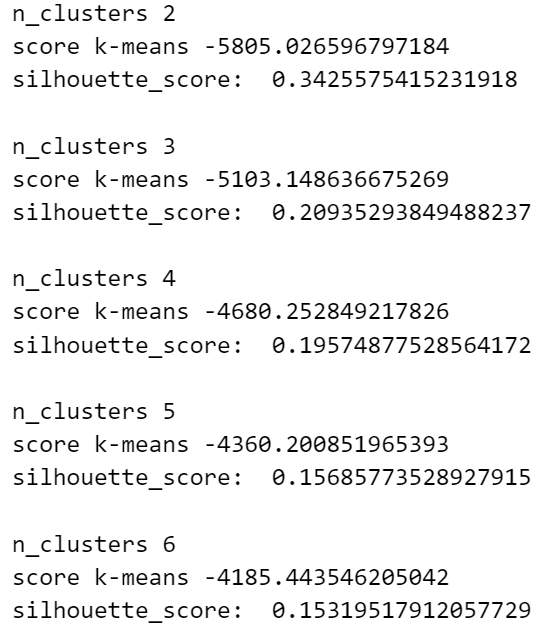 n_clusters 2
score k-means -5805.026596797184
silhouette_score:  0.3425575415231918
n_clusters 3
score k-means -5103.148636675269
silhouette_score:  0.20935293849488237
n_clusters 4
score k-means -4680.252849217826
silhouette_score:  0.19574877528564172
n_clusters 5
score k-means -4360.200851965393
silhouette_score:  0.15685773528927915
n_clusters 6
score k-means -4185.443546205042
silhouette_score:  0.15319517912057729